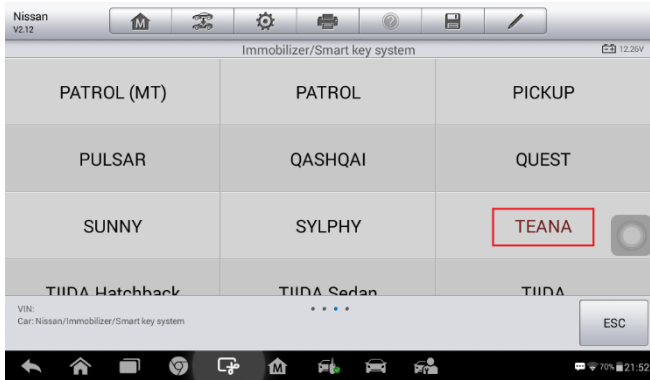 Nissan
V2.12
Immobilizer/Smart key system
12.26V
PATROL (MT)
PATROL
PICKUP
PULSAR
QASHQAI
QUEST
SUNNY
SYLPHY
TEANA
TIIDA Hatchback
TIIDA Sedan
TIIDA
VIN:
Car: Nissan/Immobilizer/Smart key system
ESC
70%
21:52